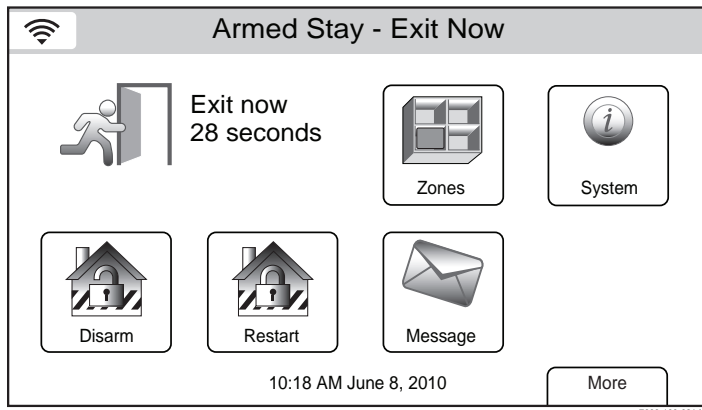 Armed Stay - Exit Now
Exit now
28 seconds
Zones
System
Disarm
Restart
Message
10:18 AM June 8, 2010
More